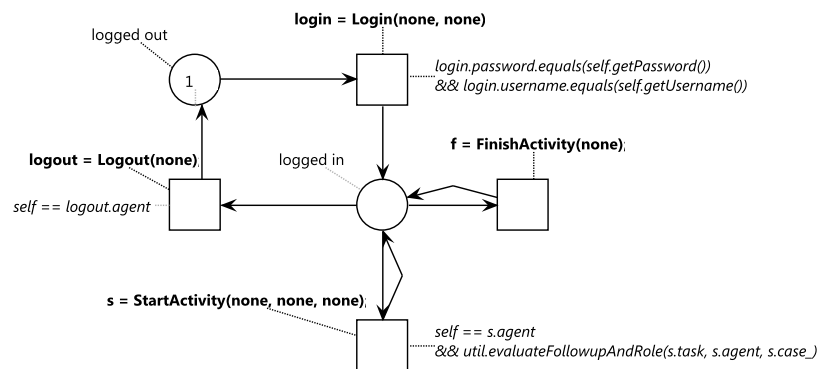 login = Login(none, none)
logged out
login.password.equals(self.getPassword())
&& login.username.equals(self.getUsername())
1
f = FinishActivity(none);
logout = Logout(none);
logged in
self == logout.agent
s = StartActivity(none, none, none);
self == s.agent
&& util.evaluateFollowupAndRole(s.task, s.agent, s.case_)